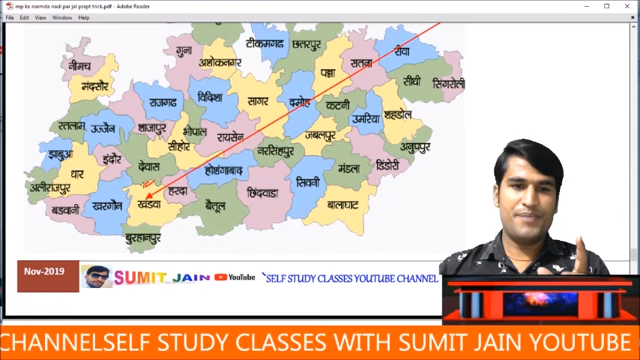 mp ke narmda nadi par jel propt trick.pdf - Adobe Reader
File Edit View Window Help
टीकमगढ छतरपुर
गुना रीवा
नीमच अशोकनगर पन्ना सतना
मंदसौर सीधी सिंगरोली
राजगढ विदिशा सागर दमोह कटनी
उमरिया शहडोल
रतलाम उज्जैन शाजापुर भोपाल रायसेन जबलपुर
झाबुआ सीहोर नरसिंहपुर अनुपपुर
इंदौर देवास डिंडोरी
धार होशंगाबाद मंडला
अलीराजपुर हरदा सिवनी
बडवानी खरगौन खंडवा बैतूल छिंदवाडा बालाघाट
बुरहानपुर
Nov-2019 SUMIT JAIN YouTube `SELF STUDY CLASSES YOUTUBE CHANNEL
CHANNELSELF STUDY CLASSES WITH SUMIT JAIN YOUTUBE